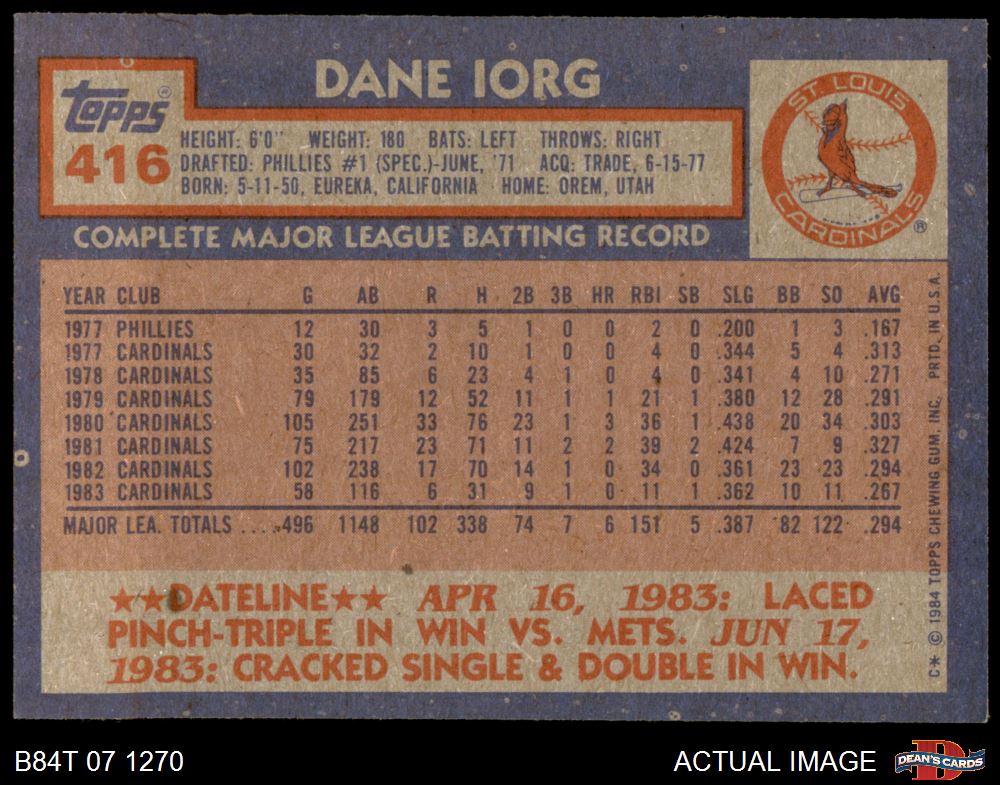 DANE IORG
Topps®
416
HEIGHT: 6'0" WEIGHT: 180 BATS: LEFT THROWS: RIGHT
DRAFTED: PHILLIES #1 (SPEC.)-JUNE, '71 ACQ: TRADE, 6-15-77
BORN: 5-11-50, EUREKA, CALIFORNIA HOME: OREM, UTAH
ST. LOUIS
CARDINALS
®
COMPLETE MAJOR LEAGUE BATTING RECORD
YEAR CLUB G AB R H 2B 3B HR RBI SB SLG BB SO AVG
1977 PHILLIES 12 30 3 5 1 0 0 2 0 .200 1 3 .167
1977 CARDINALS 30 32 2 10 1 0 0 4 0 .344 5 4 .313
1978 CARDINALS 35 85 6 23 4 1 0 4 0 .341 4 10 .271
1979 CARDINALS 79 179 12 52 11 1 1 21 1 .380 12 28 .291
1980 CARDINALS 105 251 33 76 23 1 3 36 1 .438 20 34 .303
1981 CARDINALS 75 217 23 71 11 2 2 39 2 .424 7 9 .327
1982 CARDINALS 102 238 17 70 14 1 0 34 0 .361 23 23 .294
1983 CARDINALS 58 116 6 31 9 1 0 11 1 .362 10 11 .267
MAJOR LEA. TOTALS .... 496 1148 102 338 74 7 6 151 5 .387 82 122 .294
★★DATELINE★★ APR 16, 1983: LACED
PINCH-TRIPLE IN WIN VS. METS. JUN 17,
1983: CRACKED SINGLE & DOUBLE IN WIN.
C* © 1984 TOPPS CHEWING GUM, INC. PRTD. IN U.S.A.
B84T 07 1270
ACTUAL IMAGE
D
DEAN'S CARDS